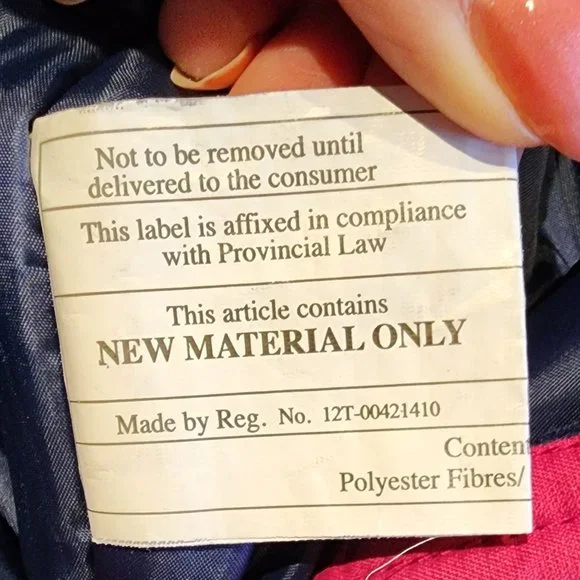 Not to be removed until
delivered to the consumer
This label is affixed in compliance
with Provincial Law
This article contains
NEW MATERIAL ONLY
Made by Reg. No. 12T-00421410
Conten
Polyester Fibres/